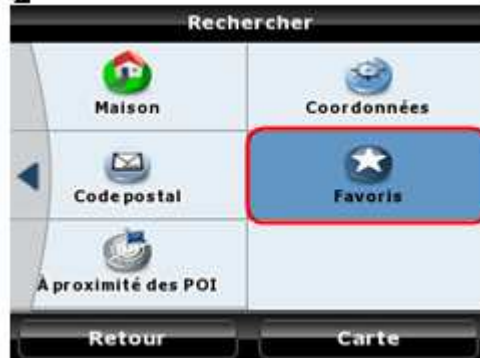 Rechercher
Maison
Coordonnées
Code postal
Favoris
À proximité des POI
Retour
Carte